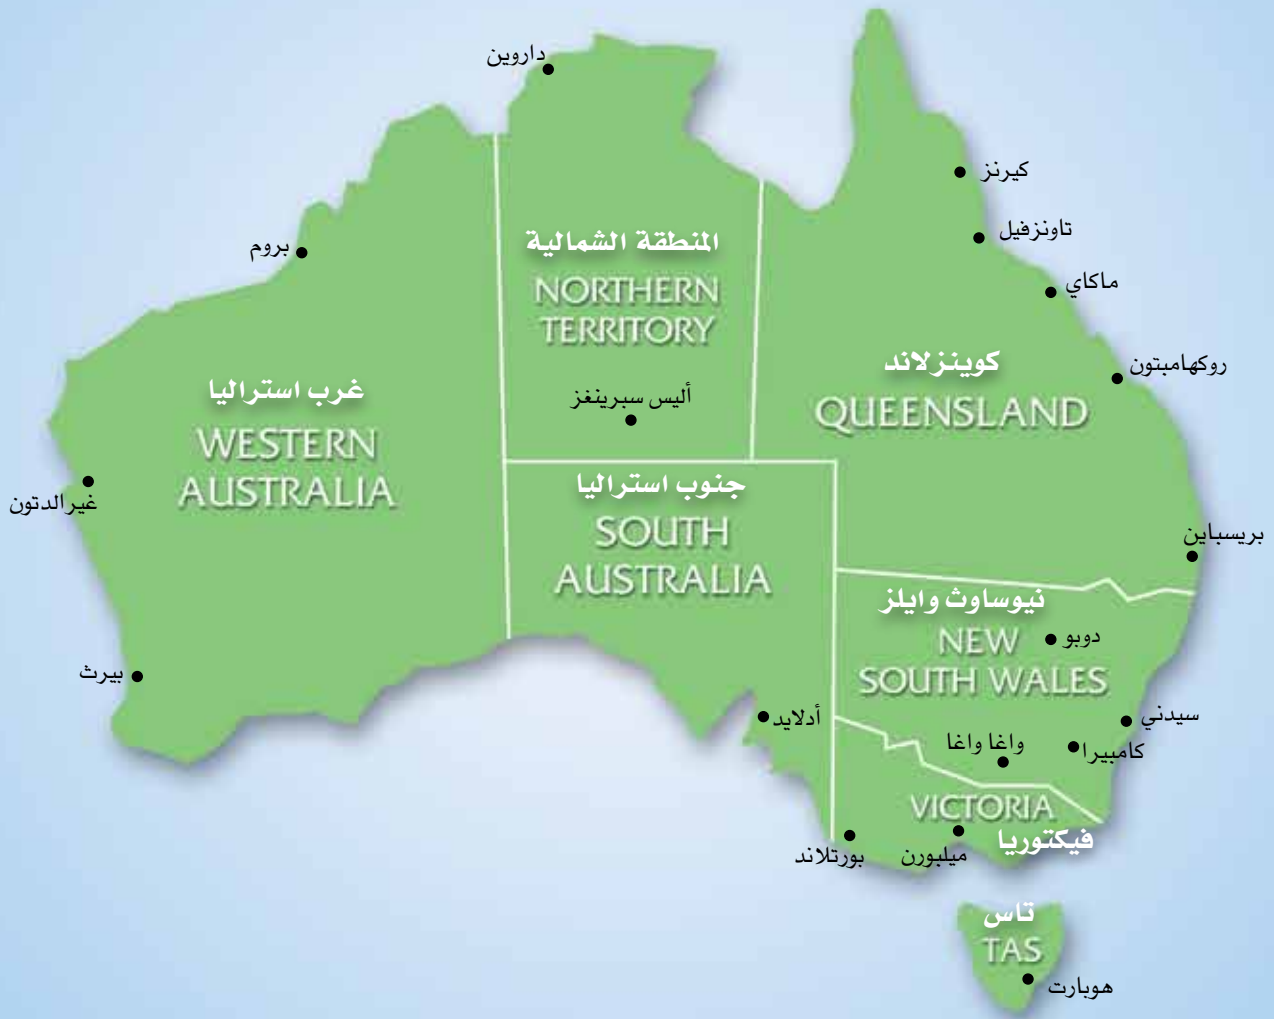 داروين
كيرنز
تاونزفيل
بروم
المنطقة الشمالية
NORTHERN
TERRITORY
ماكاي
روكهامبتون
كوينزلاند
QUEENSLAND
غرب استراليا
WESTERN
AUSTRALIA
أليس سبرينغز
غيرالدتون
جنوب استراليا
SOUTH
AUSTRALIA
بريسباين
نيوساوث وايلز
NEW
SOUTH WALES
دوبو
بيرث
أدلايد
سيدني
واغا واغا
كامبيرا
VICTORIA
فيكتوريا
بورتلاند
ميلبورن
تاس
TAS
هوبارت